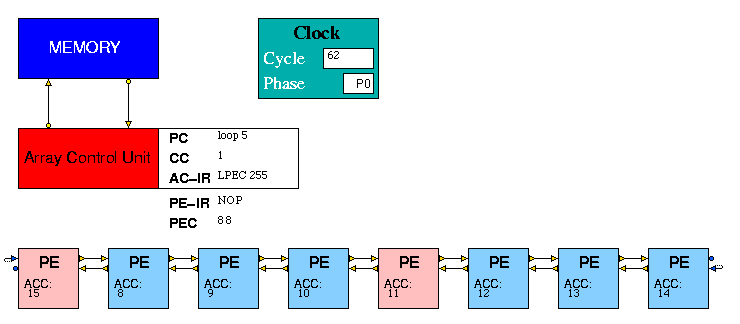 MEMORY
Clock
Cycle 62
Phase P0
Array Control Unit
PC loop 5
CC 1
AC-IR LPEC 255
PE-IR NOP
PEC 88
PE PE PE PE PE PE PE PE
ACC: ACC: ACC: ACC: ACC: ACC: ACC: ACC:
15 8 9 10 11 12 13 14